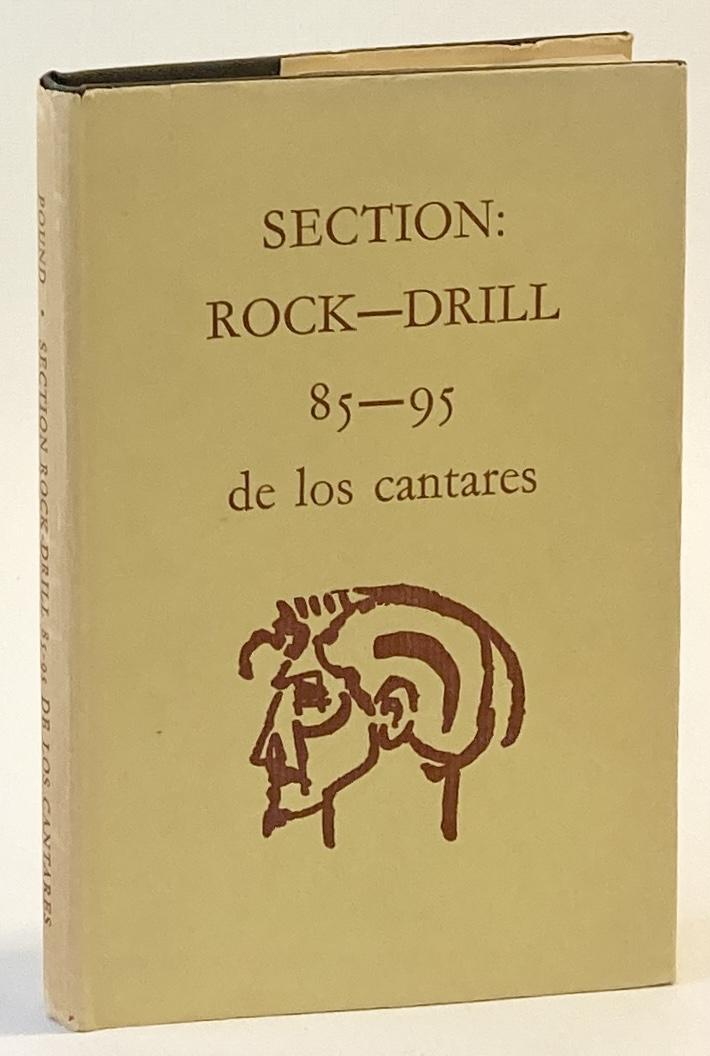 SECTION:
ROCK—DRILL
85—95
de los cantares
POUND • SECTION ROCK-DRILL 85-95 DE LOS CANTARES